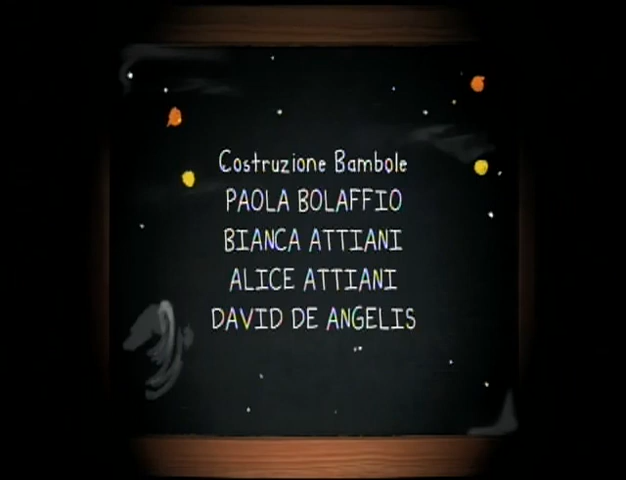 Costruzione Bambole
PAOLA BOLAFFIO
BIANCA ATTIANI
ALICE ATTIANI
DAVID DE ANGELIS